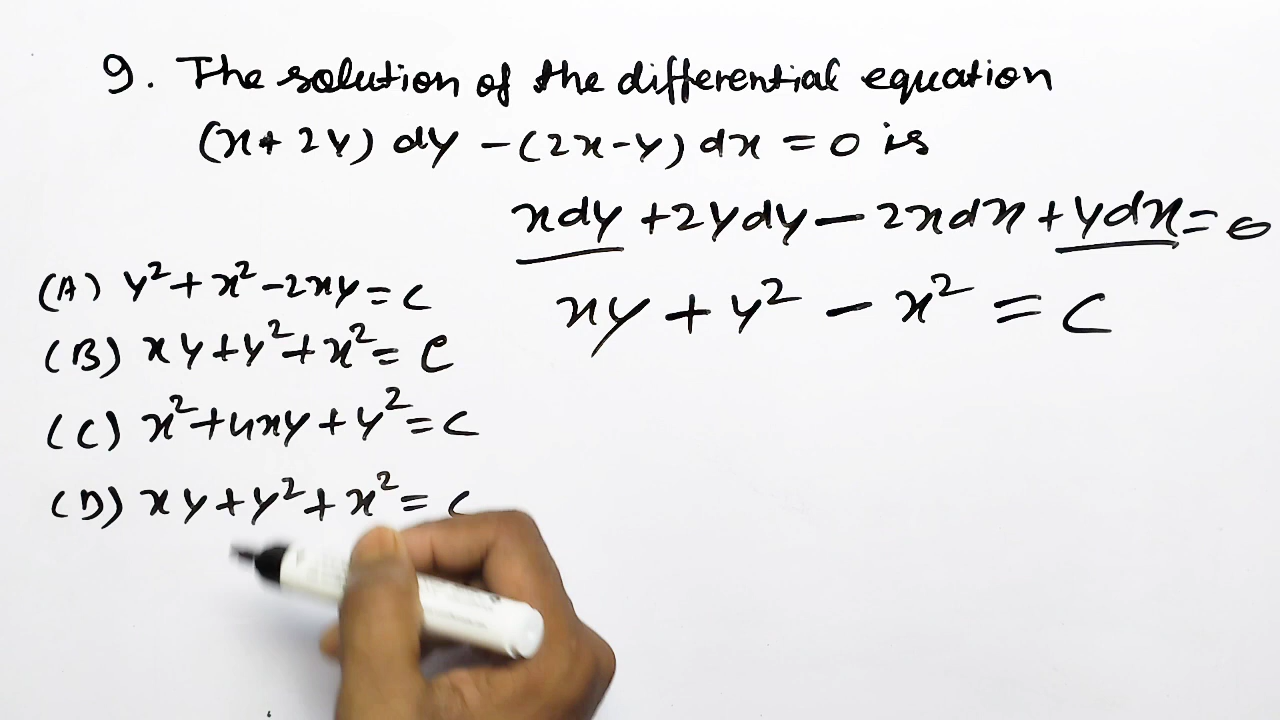 9. The solution of the differential equation
(x+2y) dy -(2x-y) dx = 0 is
xdy +2ydy - 2xdx + ydx = 0
xy + y² - x² = c
(A) y²+x²-2xy=c
(B) xy+y²+x²=c
(C) x²+4xy+y²=c
(D) xy+y²+x²=c